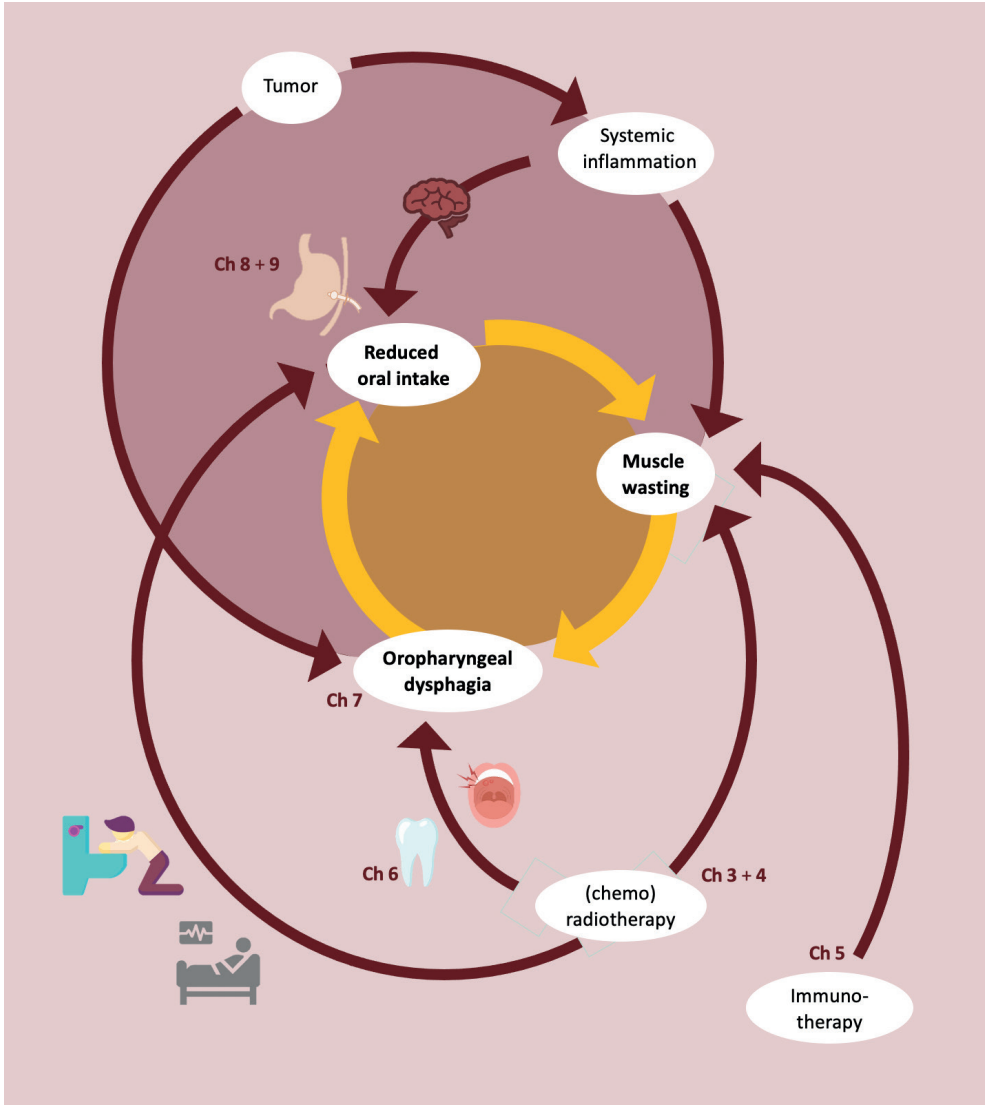 Tumor
Systemic
inflammation
Ch 8 + 9
Reduced
oral intake
Muscle
wasting
Oropharyngeal
dysphagia
Ch 7
Ch 6
(chemo)
radiotherapy
Ch 3 + 4
Ch 5
Immuno-
therapy